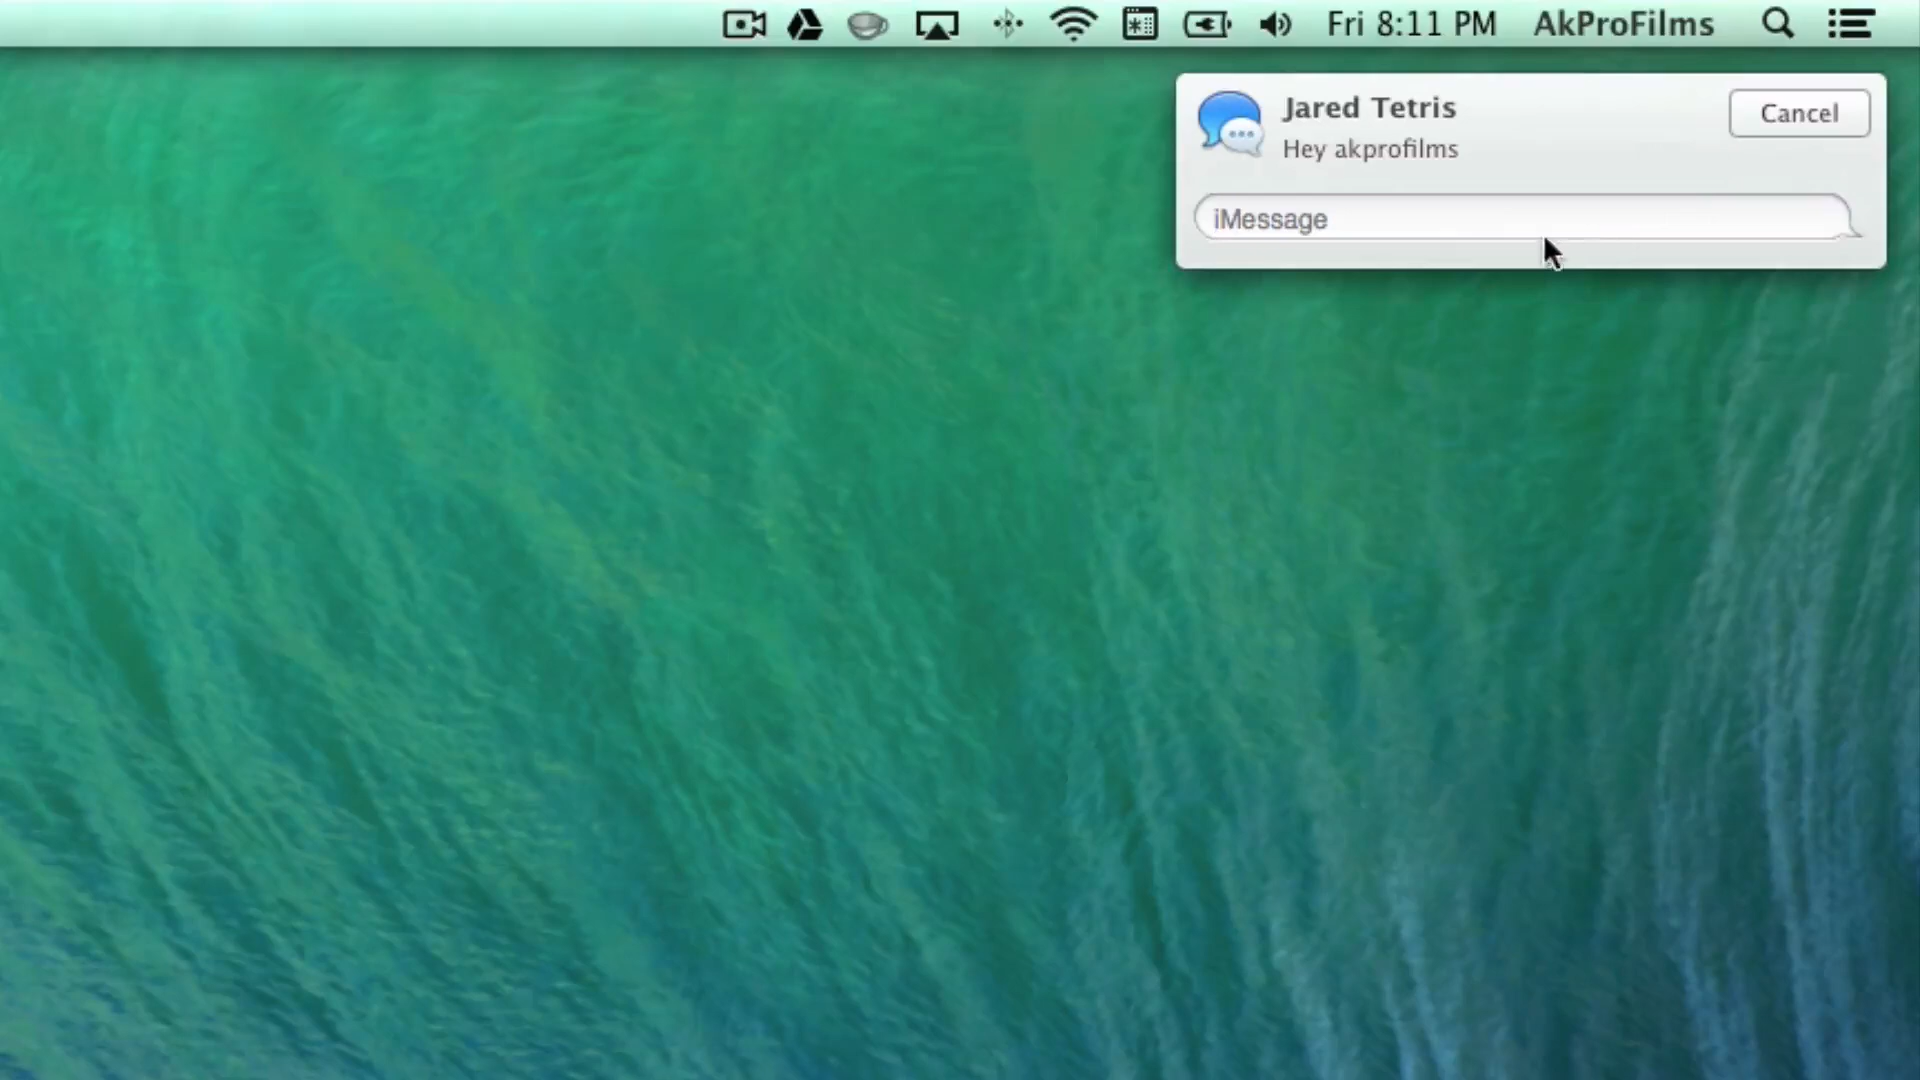 Fri 8:11 PM AkProFilms
Jared Tetris
Cancel
Hey akprofilms
iMessage